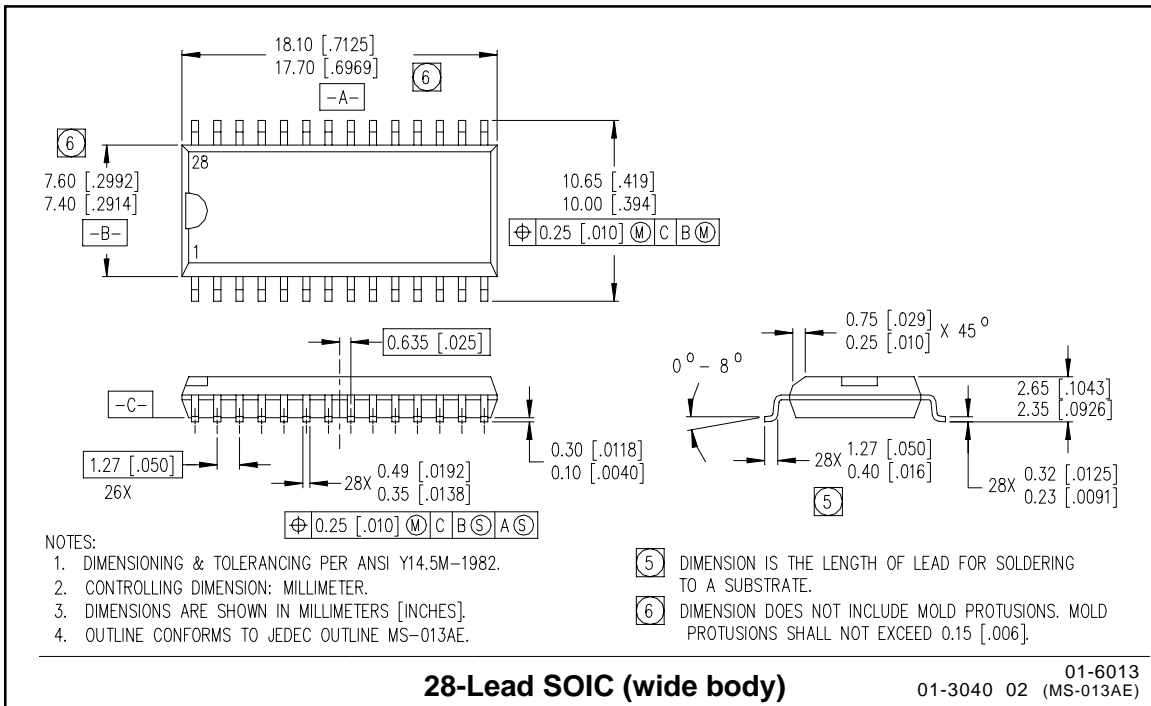 18.10 [.7125]
17.70 [.6969]
6
-A-
6
28
7.60 [.2992]
7.40 [.2914]
-B-
1
10.65 [.419]
10.00 [.394]
⌖ 0.25 [.010] Ⓜ C B Ⓜ
0.635 [.025]
0.75 [.029]
0.25 [.010] X 45°
0° – 8°
-C-
2.65 [.1043]
2.35 [.0926]
1.27 [.050]
26X
28X 0.49 [.0192]
0.35 [.0138]
0.30 [.0118]
0.10 [.0040]
28X 1.27 [.050]
0.40 [.016]
5
28X 0.32 [.0125]
0.23 [.0091]
⌖ 0.25 [.010] Ⓜ C B Ⓢ A Ⓢ
NOTES:
1. DIMENSIONING & TOLERANCING PER ANSI Y14.5M–1982.
2. CONTROLLING DIMENSION: MILLIMETER.
3. DIMENSIONS ARE SHOWN IN MILLIMETERS [INCHES].
4. OUTLINE CONFORMS TO JEDEC OUTLINE MS–013AE.
5 DIMENSION IS THE LENGTH OF LEAD FOR SOLDERING
TO A SUBSTRATE.
6 DIMENSION DOES NOT INCLUDE MOLD PROTUSIONS. MOLD
PROTUSIONS SHALL NOT EXCEED 0.15 [.006].
28-Lead SOIC (wide body)
01-6013
01-3040 02 (MS-013AE)